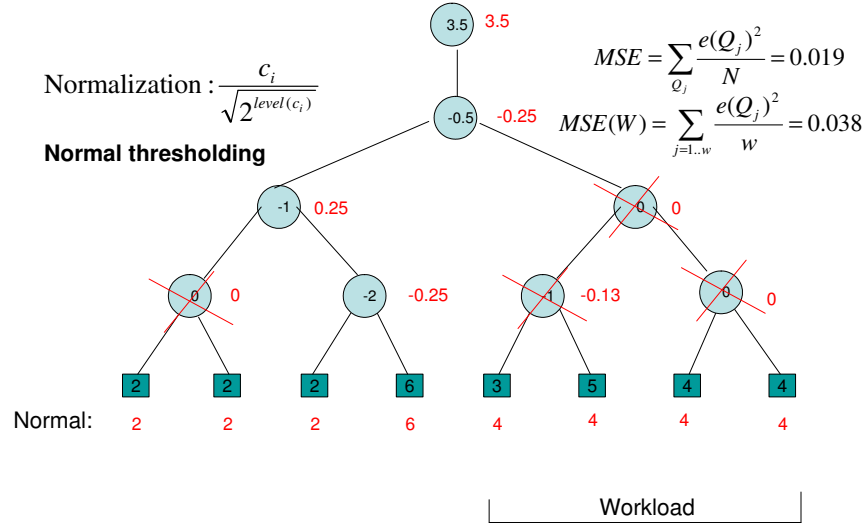 3.5 3.5
Normalization : c_i / √(2^{level(c_i)})
MSE = ∑_{Q_j} e(Q_j)^2 / N = 0.019
-0.5 -0.25
MSE(W) = ∑_{j=1..w} e(Q_j)^2 / w = 0.038
Normal thresholding
-1 0.25 0 0
0 0 -2 -0.25 -1 -0.13 0 0
2 2 2 6 3 5 4 4
Normal: 2 2 2 6 4 4 4 4
Workload